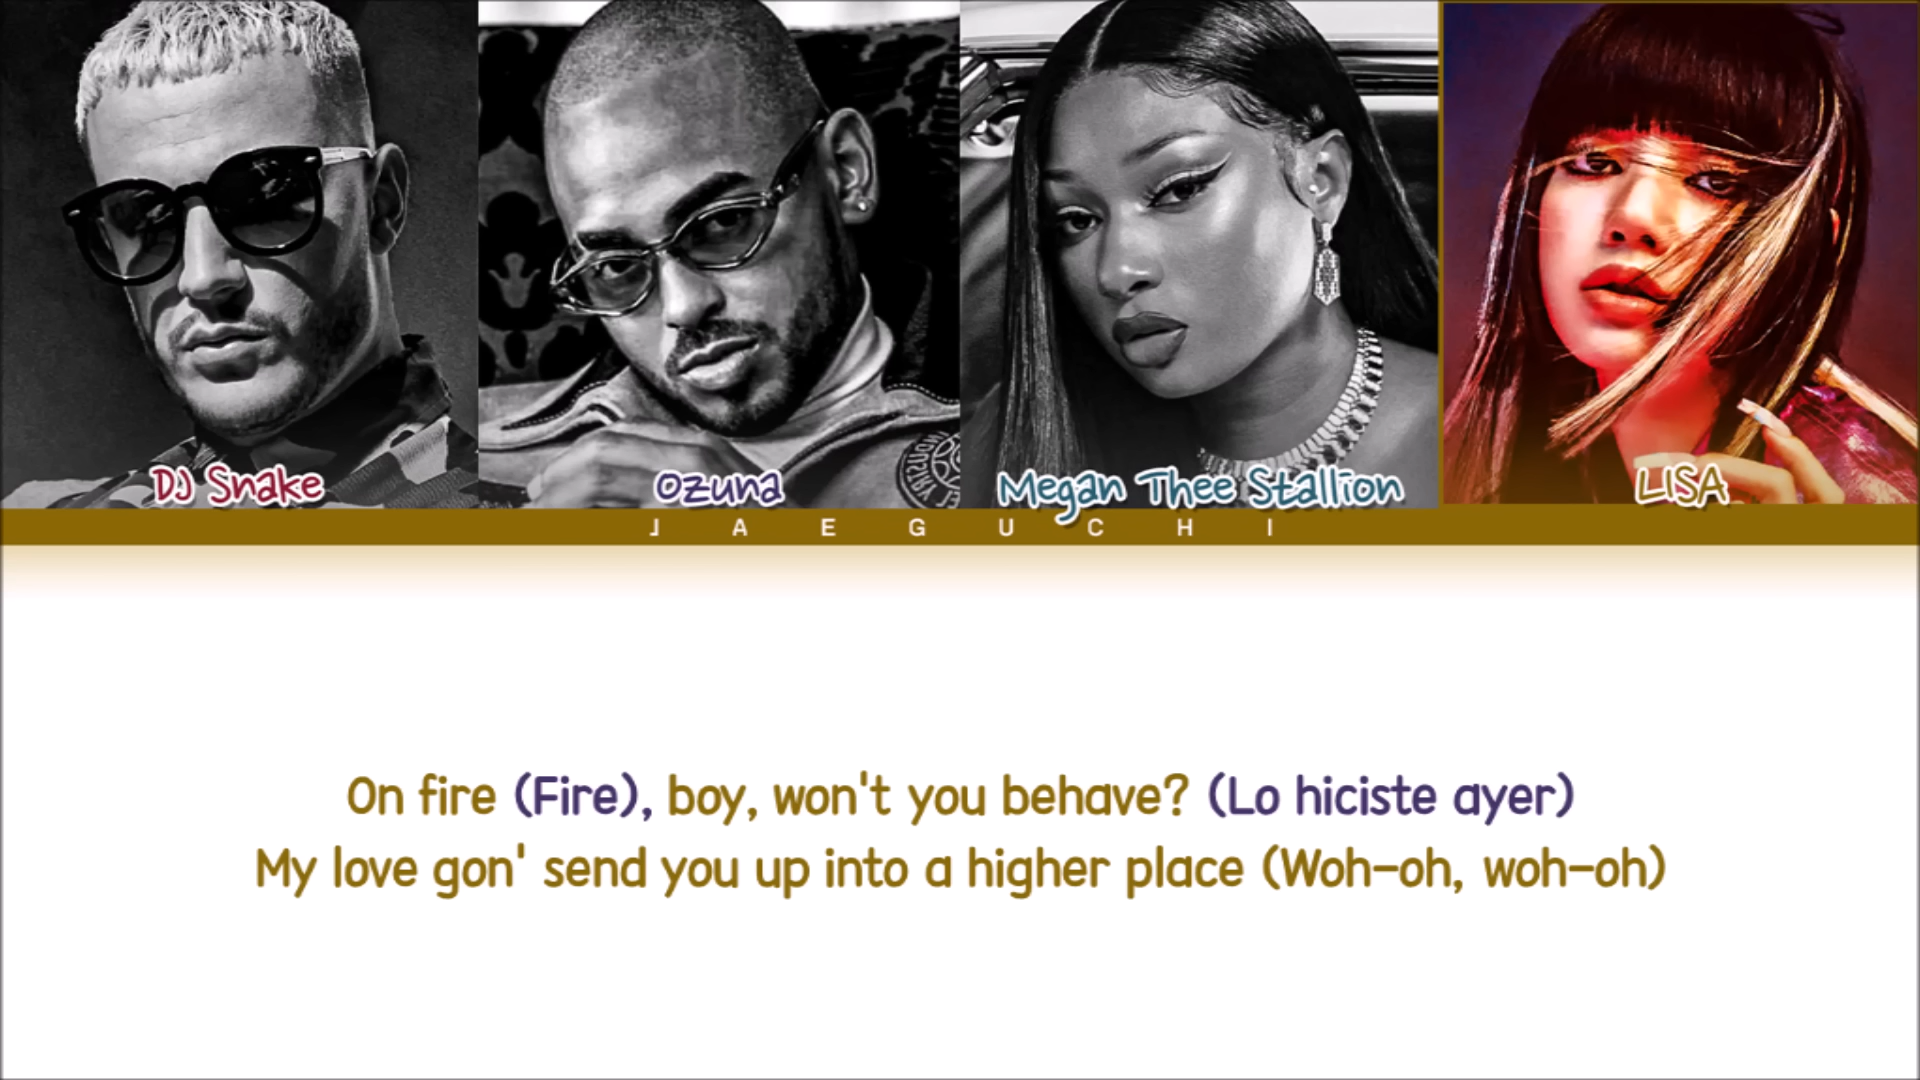 DJ Snake
Ozuna
Megan Thee Stallion
LISA
JAEGUCHI
On fire (Fire), boy, won't you behave? (Lo hiciste ayer)
My love gon' send you up into a higher place (Woh-oh, woh-oh)